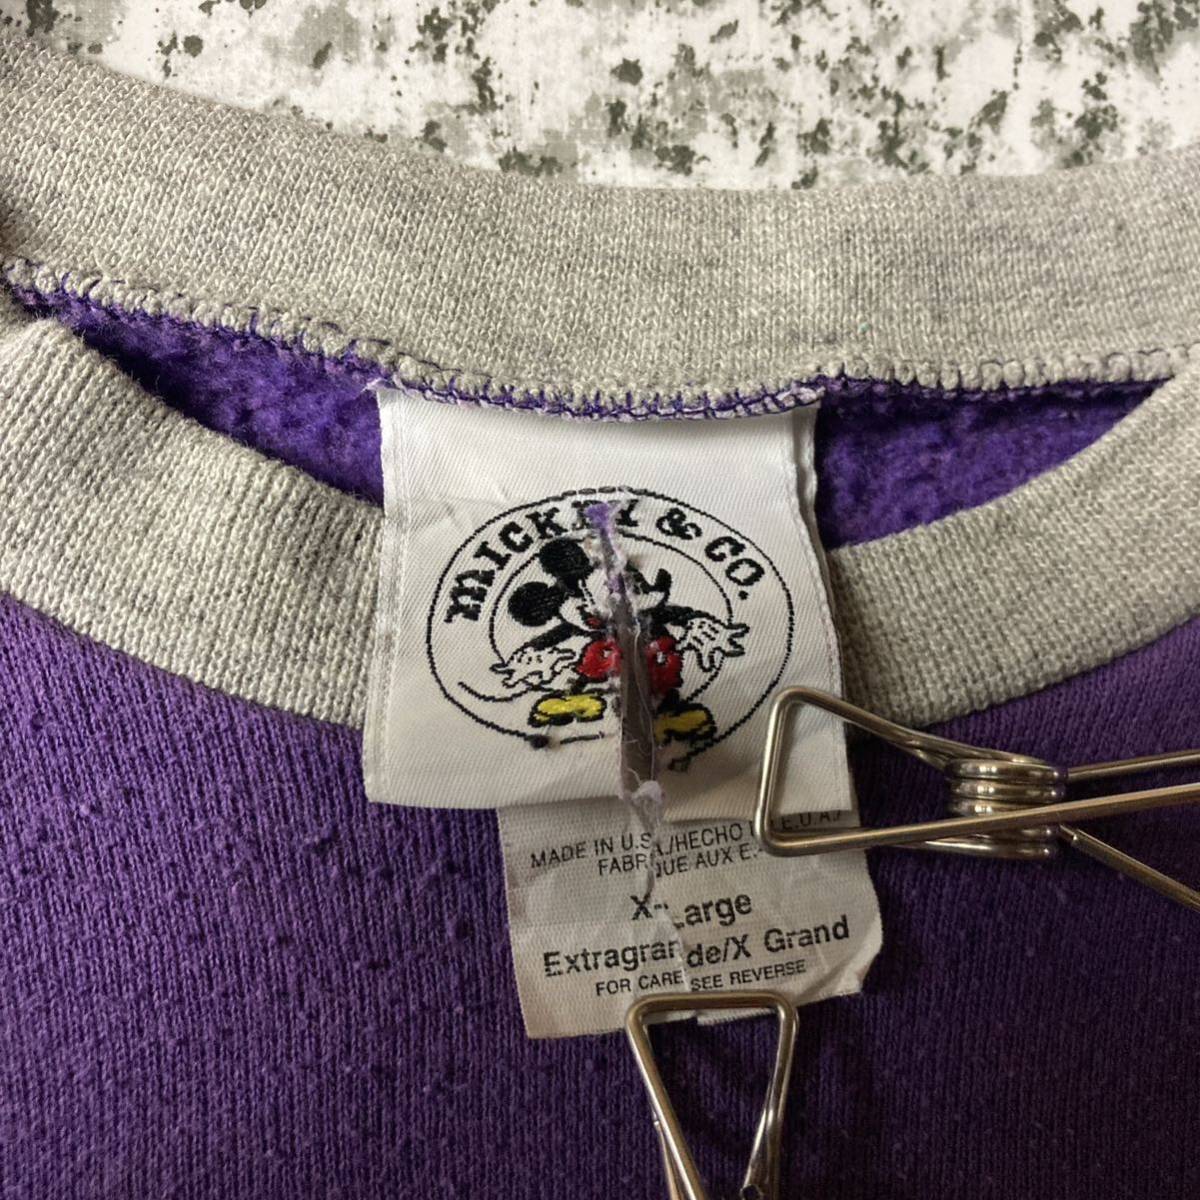 MICKEY & CO.
MADE IN U.S.A./HECHO E.U.A./
FABRIQUE AUX E.
X-Large
Extragrande/X Grand
FOR CARE SEE REVERSE